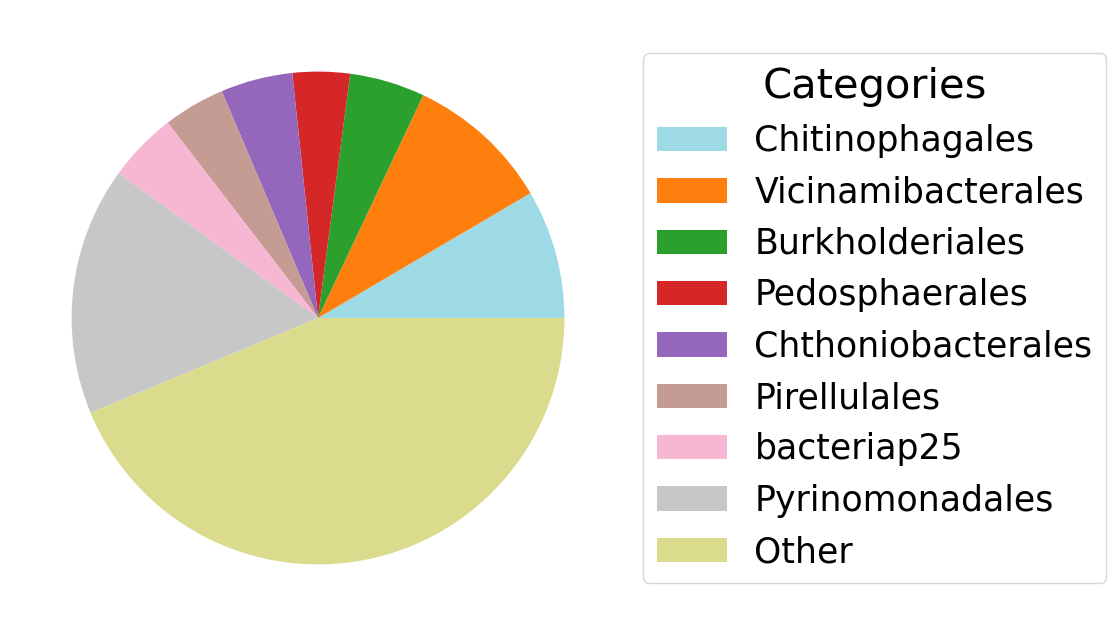 Categories
Chitinophagales
Vicinamibacterales
Burkholderiales
Pedosphaerales
Chthoniobacterales
Pirellulales
bacteriap25
Pyrinomonadales
Other